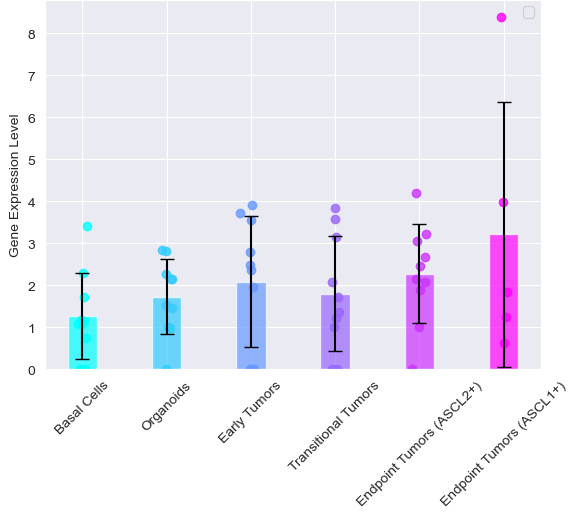 Gene Expression Level
8
7
6
5
4
3
2
1
0
Basal Cells
Organoids
Early Tumors
Transitional Tumors
Endpoint Tumors (ASCL2+)
Endpoint Tumors (ASCL1+)